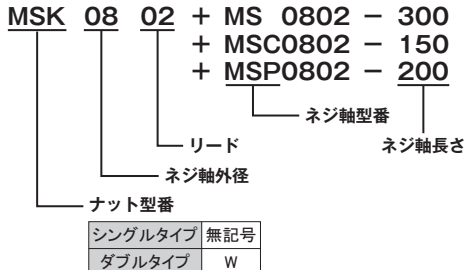 MSK 08 02 + MS 0802 − 300
+ MSC0802 − 150
+ MSP0802 − 200
ネジ軸型番
リード
ネジ軸長さ
ネジ軸外径
ナット型番
シングルタイプ 無記号
ダブルタイプ W